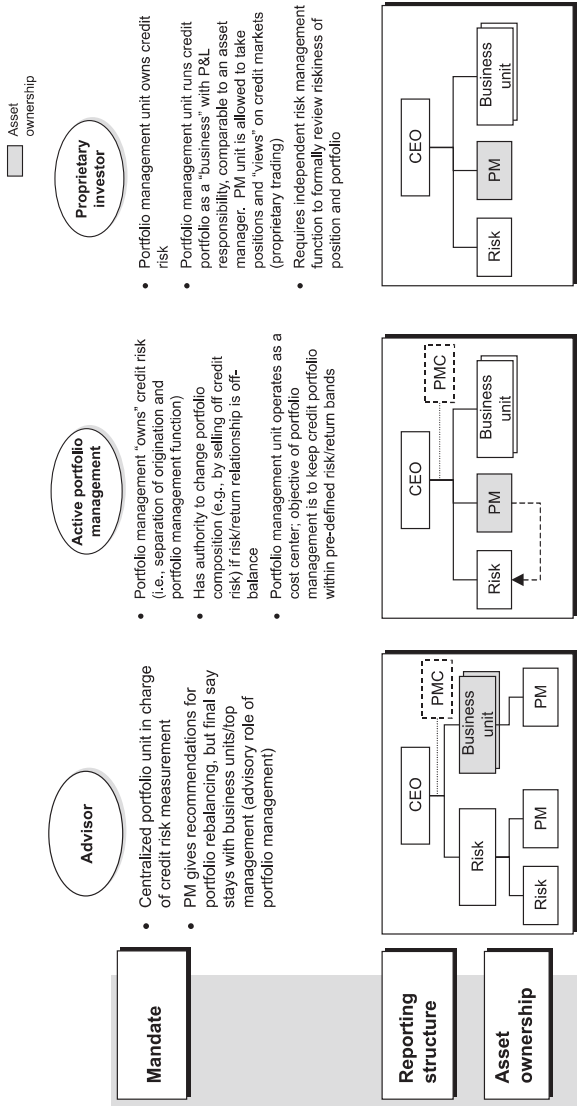 Asset
ownership
Advisor
Active portfolio
management
Proprietary
investor
Mandate
• Centralized portfolio unit in charge
of credit risk measurement
• PM gives recommendations for
portfolio rebalancing, but final say
stays with business units/top
management (advisory role of
portfolio management)
• Portfolio management "owns" credit risk
(i.e., separation of origination and
portfolio management function)
• Has authority to change portfolio
composition (e.g., by selling off credit
risk) if risk/return relationship is off-
balance
• Portfolio management unit operates as a
cost center; objective of portfolio
management is to keep credit portfolio
within pre-defined risk/return bands
• Portfolio management unit owns credit
risk
• Portfolio management unit runs credit
portfolio as a "business" with P&L
responsibility, comparable to an asset
manager. PM unit is allowed to take
positions and "views" on credit markets
(proprietary trading)
• Requires independent risk management
function to formally review riskiness of
position and portfolio
Reporting
structure
Asset
ownership
CEO
PMC
Risk
Business
unit
Risk
PM
PM
CEO
PMC
Risk
PM
Business
unit
CEO
Risk
PM
Business
unit